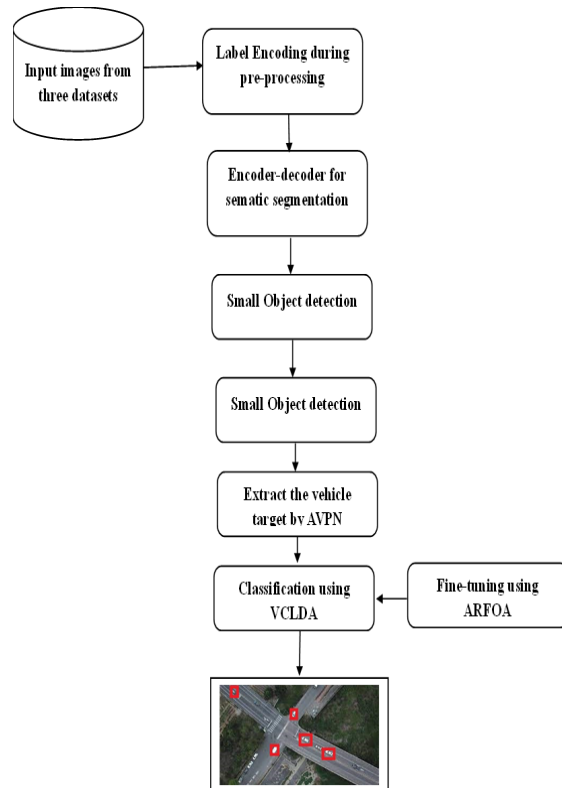 Input images from
three datasets
Label Encoding during
pre-processing
Encoder-decoder for
sematic segmentation
Small Object detection
Small Object detection
Extract the vehicle
target by AVPN
Classification using
VCLDA
Fine-tuning using
ARFOA